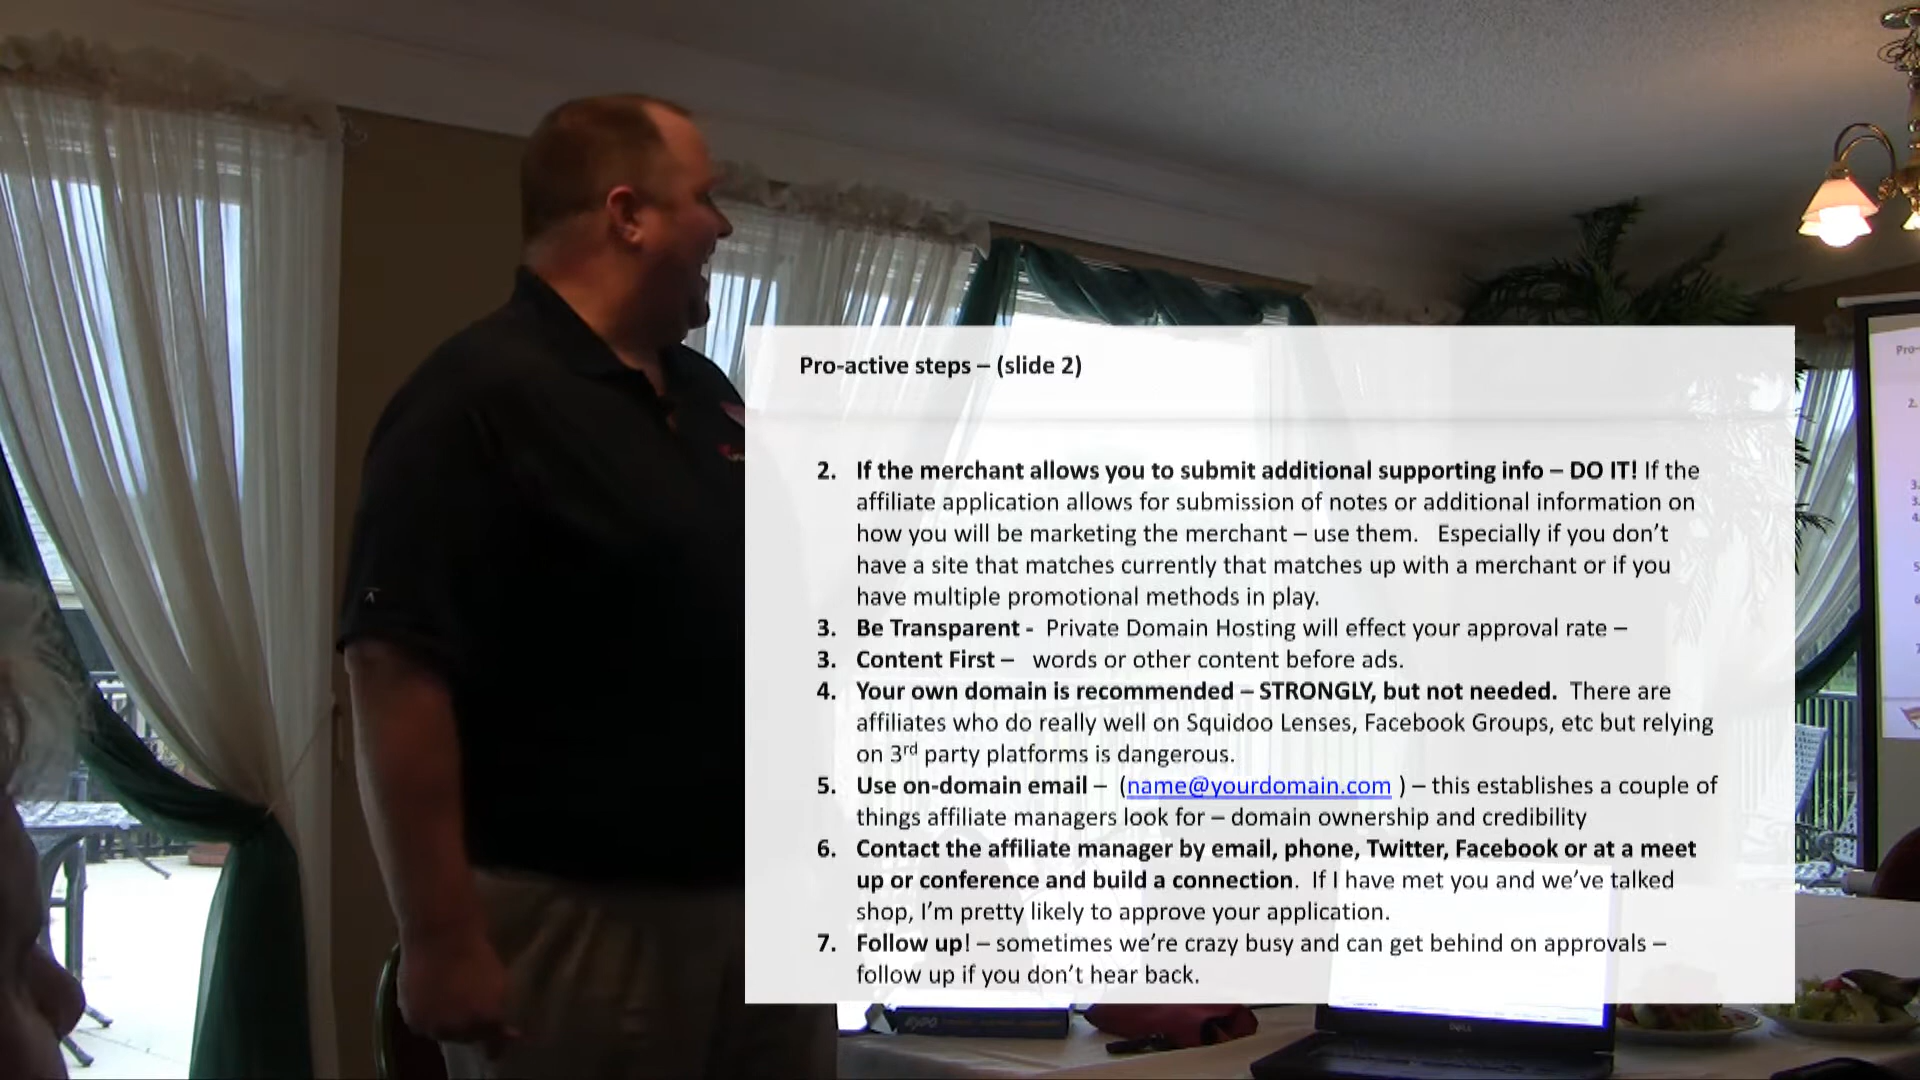 Pro-active steps – (slide 2)
2. If the merchant allows you to submit additional supporting info – DO IT! If the
affiliate application allows for submission of notes or additional information on
how you will be marketing the merchant – use them. Especially if you don't
have a site that matches currently that matches up with a merchant or if you
have multiple promotional methods in play.
3. Be Transparent - Private Domain Hosting will effect your approval rate –
3. Content First – words or other content before ads.
4. Your own domain is recommended – STRONGLY, but not needed. There are
affiliates who do really well on Squidoo Lenses, Facebook Groups, etc but relying
on 3rd party platforms is dangerous.
5. Use on-domain email – (name@yourdomain.com ) – this establishes a couple of
things affiliate managers look for – domain ownership and credibility
6. Contact the affiliate manager by email, phone, Twitter, Facebook or at a meet
up or conference and build a connection. If I have met you and we've talked
shop, I'm pretty likely to approve your application.
7. Follow up! – sometimes we're crazy busy and can get behind on approvals –
follow up if you don't hear back.
Pro-
2.
3.
3.
4.
5
6
DELL